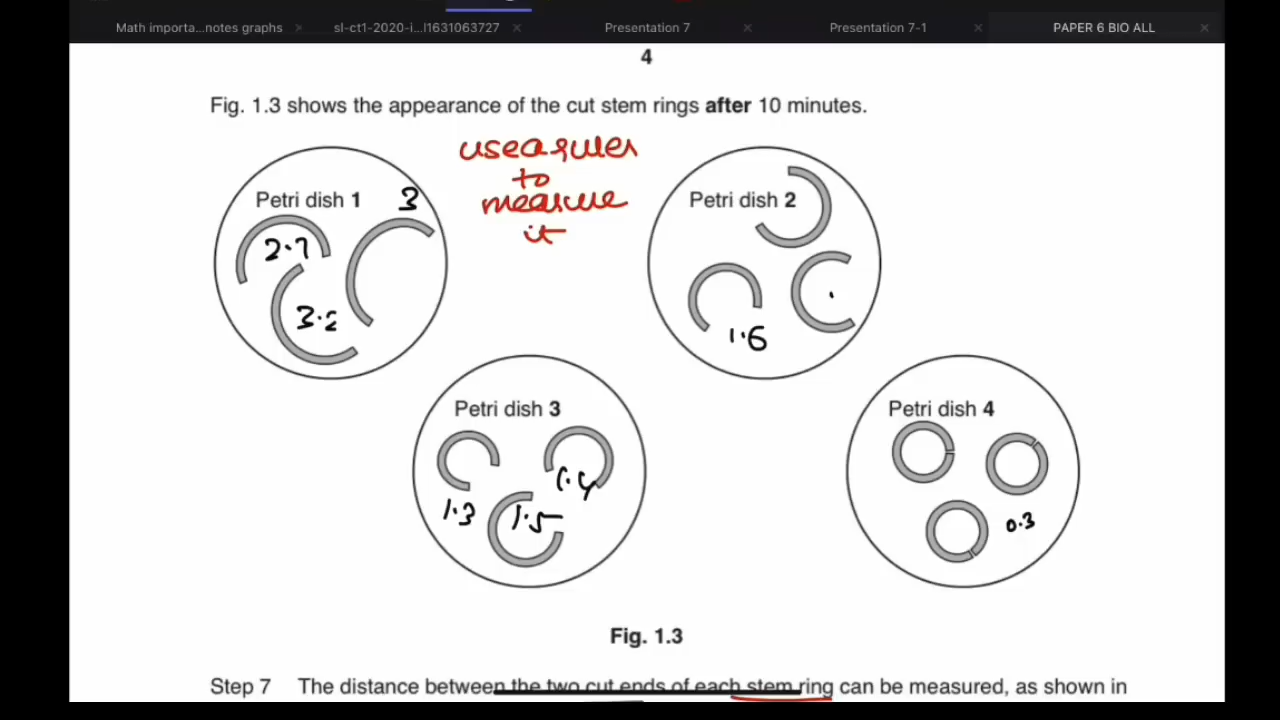 Math importa...notes graphs
sl-ct1-2020-i...l1631063727
Presentation 7
Presentation 7-1
PAPER 6 BIO ALL
4
Fig. 1.3 shows the appearance of the cut stem rings after 10 minutes.
use a ruler
to
measure
it
Petri dish 1
3
2.7
3.2
Petri dish 2
1.6
Petri dish 3
1.4
1.3
1.5
Petri dish 4
0.3
Fig. 1.3
Step 7 The distance between the two cut ends of each stem ring can be measured, as shown in